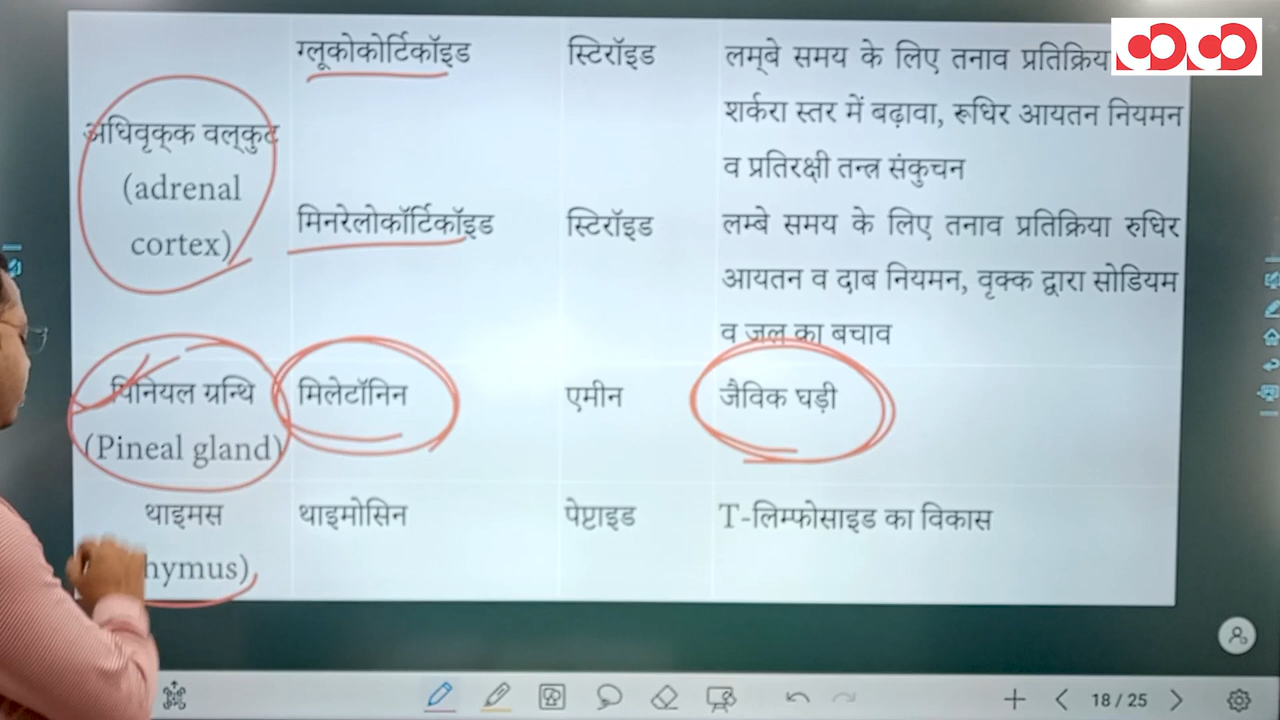 ग्लूकोकोर्टिकॉइड स्टिरॉइड लम्बे समय के लिए तनाव प्रतिक्रिय
शर्करा स्तर में बढ़ावा, रूधिर आयतन नियमन
अधिवृक्क वल्कुट
व प्रतिरक्षी तन्त्र संकुचन
(adrenal
मिनरेलोकॉर्टिकॉइड स्टिरॉइड लम्बे समय के लिए तनाव प्रतिक्रिया रुधिर
cortex)
आयतन व दाब नियमन, वृक्क द्वारा सोडियम
व जल का बचाव
पिनियल ग्रन्थि मिलेटॉनिन एमीन जैविक घड़ी
(Pineal gland)
थाइमस थाइमोसिन पेप्टाइड T-लिम्फोसाइड का विकास
hymus)
18 / 25